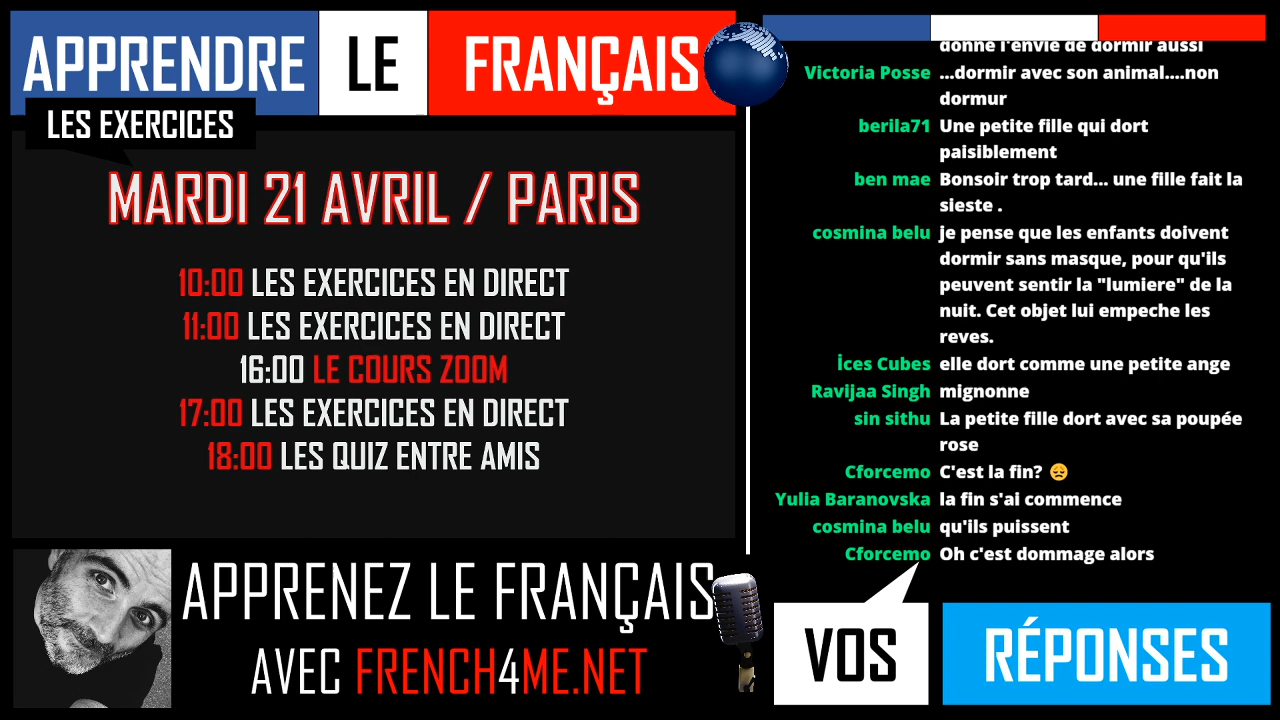 APPRENDRE LE FRANÇAIS
LES EXERCICES
MARDI 21 AVRIL / PARIS
10:00 LES EXERCICES EN DIRECT
11:00 LES EXERCICES EN DIRECT
16:00 LE COURS ZOOM
17:00 LES EXERCICES EN DIRECT
18:00 LES QUIZ ENTRE AMIS
APPRENEZ LE FRANÇAIS
AVEC FRENCH4ME.NET
donne l'envie de dormir aussi
Victoria Posse ...dormir avec son animal....non
dormur
berila71 Une petite fille qui dort
paisiblement
ben mae Bonsoir trop tard... une fille fait la
sieste .
cosmina belu je pense que les enfants doivent
dormir sans masque, pour qu'ils
peuvent sentir la "lumiere" de la
nuit. Cet objet lui empeche les
reves.
İces Cubes elle dort comme une petite ange
Ravijaa Singh mignonne
sin sithu La petite fille dort avec sa poupée
rose
Cforcemo C'est la fin? 😞
Yulia Baranovska la fin s'ai commence
cosmina belu qu'ils puissent
Cforcemo Oh c'est dommage alors
VOS RÉPONSES